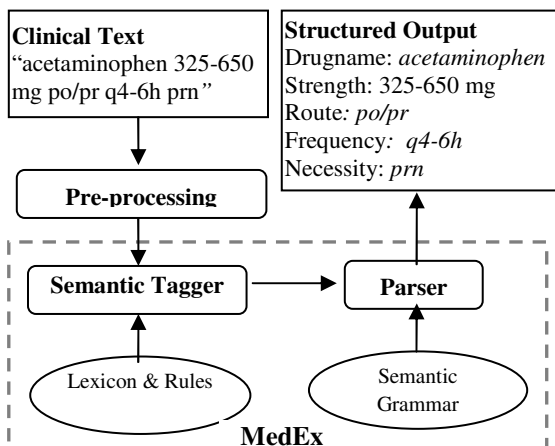 Clinical Text
“acetaminophen 325-650
mg po/pr q4-6h prn”
Structured Output
Drugname: acetaminophen
Strength: 325-650 mg
Route: po/pr
Frequency: q4-6h
Necessity: prn
Pre-processing
Semantic Tagger
Parser
Lexicon & Rules
Semantic
Grammar
MedEx